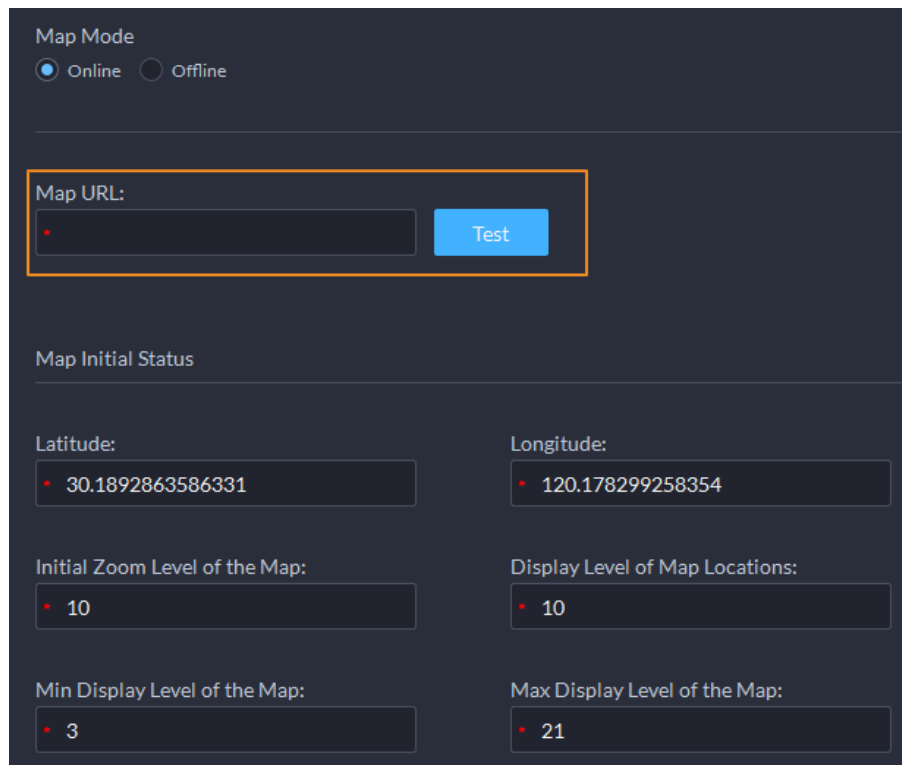 Map Mode
Online Offline
Map URL:
* Test
Map Initial Status
Latitude: Longitude:
* 30.1892863586331 * 120.178299258354
Initial Zoom Level of the Map: Display Level of Map Locations:
* 10 * 10
Min Display Level of the Map: Max Display Level of the Map:
* 3 * 21